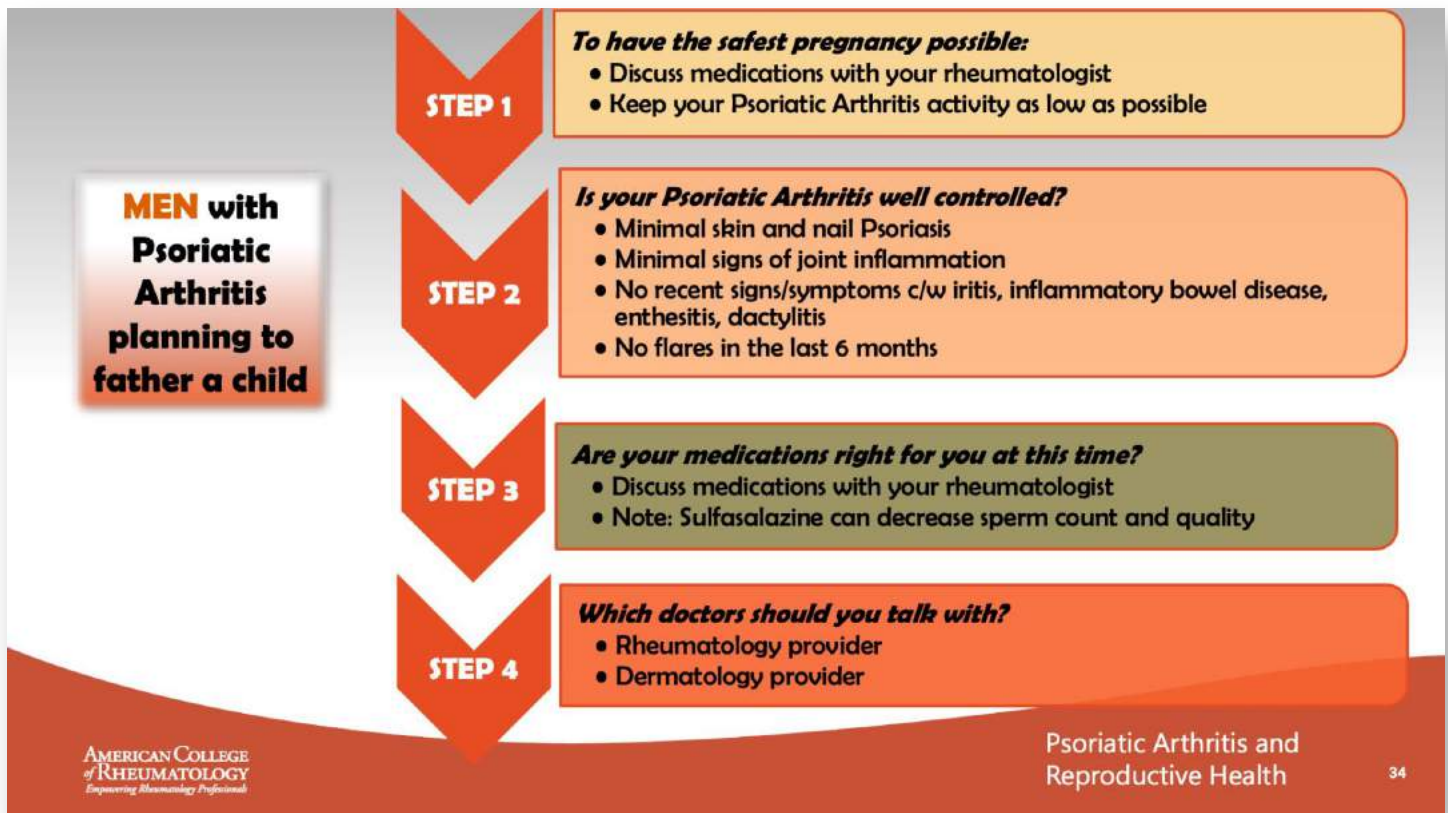 MEN with
Psoriatic
Arthritis
planning to
father a child
STEP 1
To have the safest pregnancy possible:
• Discuss medications with your rheumatologist
• Keep your Psoriatic Arthritis activity as low as possible
STEP 2
Is your Psoriatic Arthritis well controlled?
• Minimal skin and nail Psoriasis
• Minimal signs of joint inflammation
• No recent signs/symptoms c/w iritis, inflammatory bowel disease,
enthesitis, dactylitis
• No flares in the last 6 months
STEP 3
Are your medications right for you at this time?
• Discuss medications with your rheumatologist
• Note: Sulfasalazine can decrease sperm count and quality
STEP 4
Which doctors should you talk with?
• Rheumatology provider
• Dermatology provider
AMERICAN COLLEGE
of RHEUMATOLOGY
Empowering Rheumatology Professionals
Psoriatic Arthritis and
Reproductive Health
34